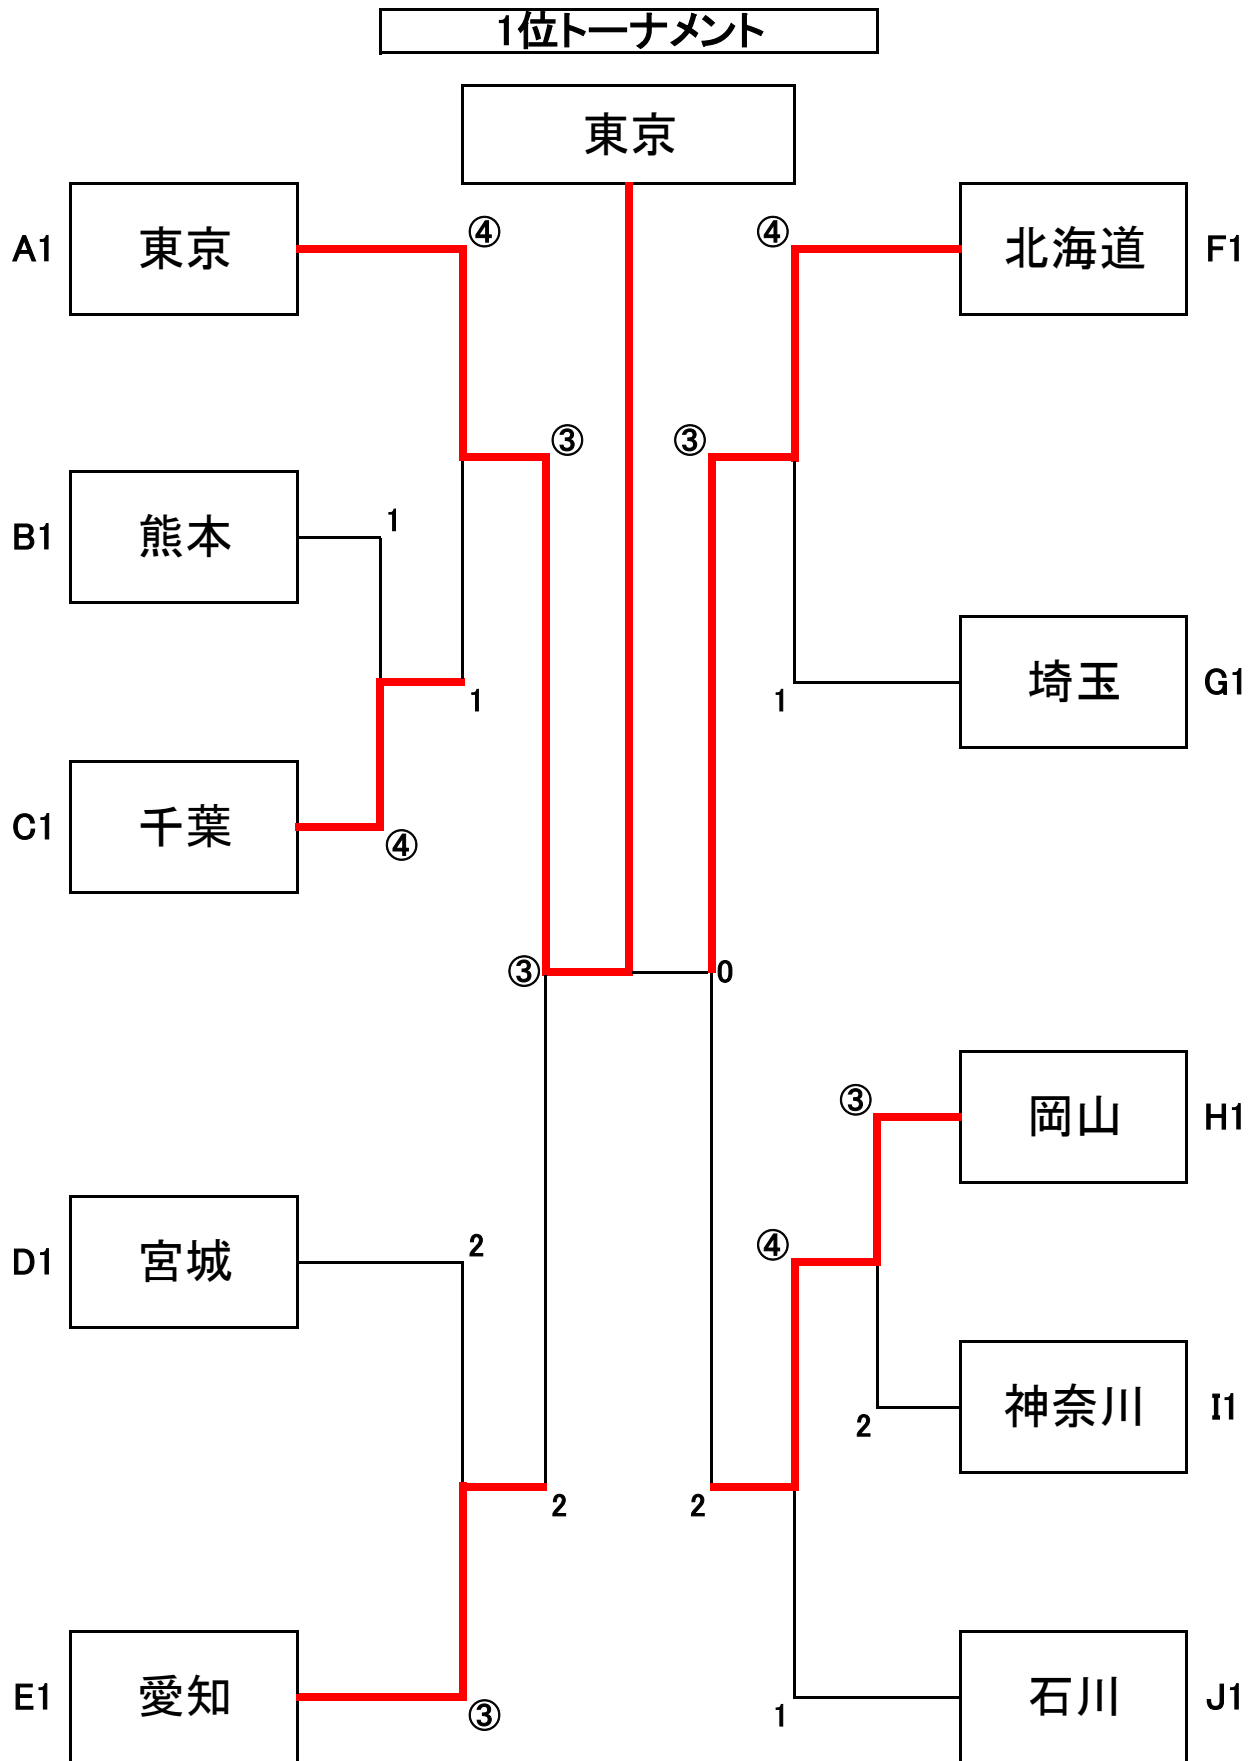 1位トーナメント
東京
A1 東京 ④ ④ 北海道 F1
③ ③
B1 熊本 1
1 1 埼玉 G1
C1 千葉 ④
③ 0
③ 岡山 H1
D1 宮城 2 ④
2 神奈川 I1
2 2
E1 愛知 ③ 1 石川 J1